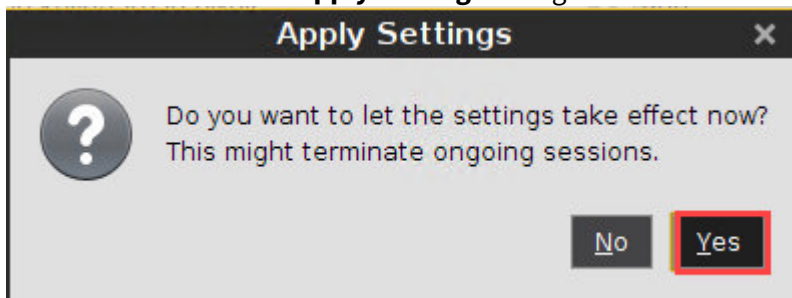 Apply Settings
Do you want to let the settings take effect now?
This might terminate ongoing sessions.
No Yes